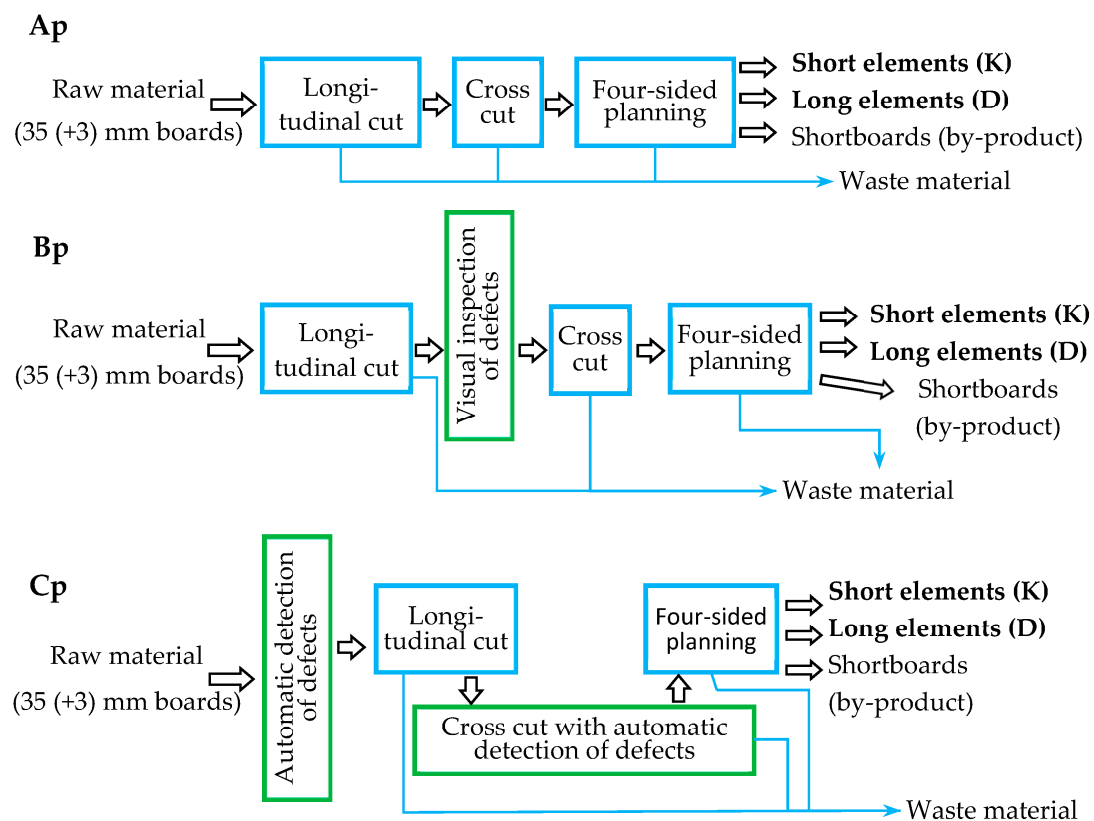 Ap
Raw material
(35 (+3) mm boards)
Longi-
tudinal cut
Cross
cut
Four-sided
planning
Short elements (K)
Long elements (D)
Shortboards (by-product)
Waste material
Bp
Raw material
(35 (+3) mm boards)
Longi-
tudinal cut
Visual inspection
of defects
Cross
cut
Four-sided
planning
Short elements (K)
Long elements (D)
Shortboards
(by-product)
Waste material
Cp
Raw material
(35 (+3) mm boards)
Automatic detection
of defects
Longi-
tudinal cut
Cross cut with automatic
detection of defects
Four-sided
planning
Short elements (K)
Long elements (D)
Shortboards
(by-product)
Waste material